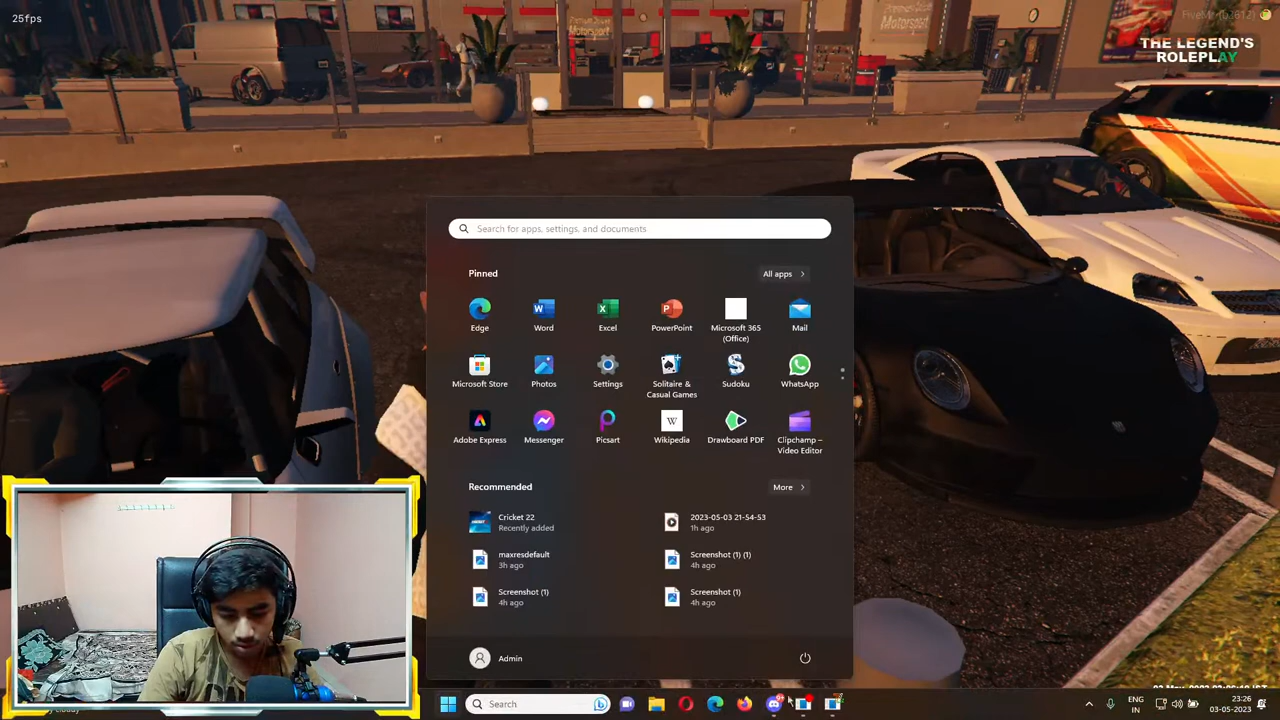 25fps
THE LEGEND'S
ROLEPLAY
Premium Deluxe
Motorsport
Search for apps, settings, and documents
Pinned
All apps
Edge
Word
Excel
PowerPoint
Microsoft 365
(Office)
Mail
Microsoft Store
Photos
Settings
Solitaire &
Casual Games
Sudoku
WhatsApp
Adobe Express
Messenger
Picsart
Wikipedia
Drawboard PDF
Clipchamp –
Video Editor
Recommended
More
Cricket 22
Recently added
2023-05-03 21-54-53
1h ago
maxresdefault
3h ago
Screenshot (1) (1)
4h ago
Screenshot (1)
4h ago
Screenshot (1)
4h ago
Admin
Search
ENG
IN
23:26
03-05-2023